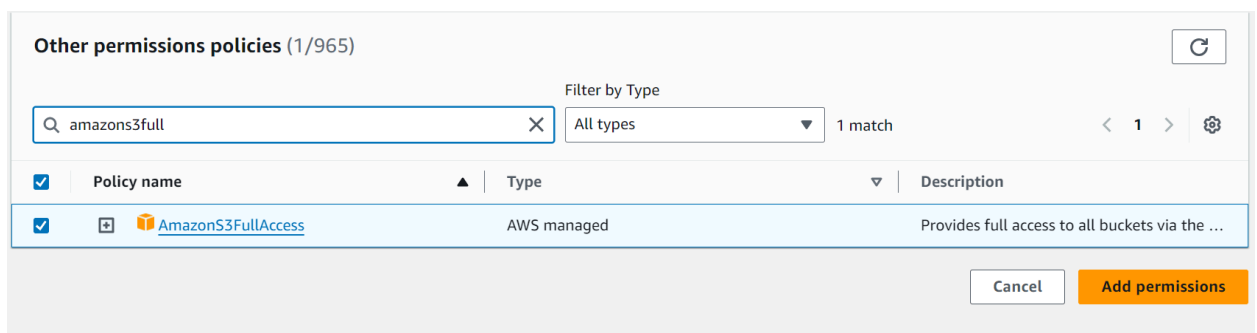 Other permissions policies (1/965)
Filter by Type
amazons3full
All types
1 match
1
Policy name
Type
Description
AmazonS3FullAccess
AWS managed
Provides full access to all buckets via the ...
Cancel
Add permissions